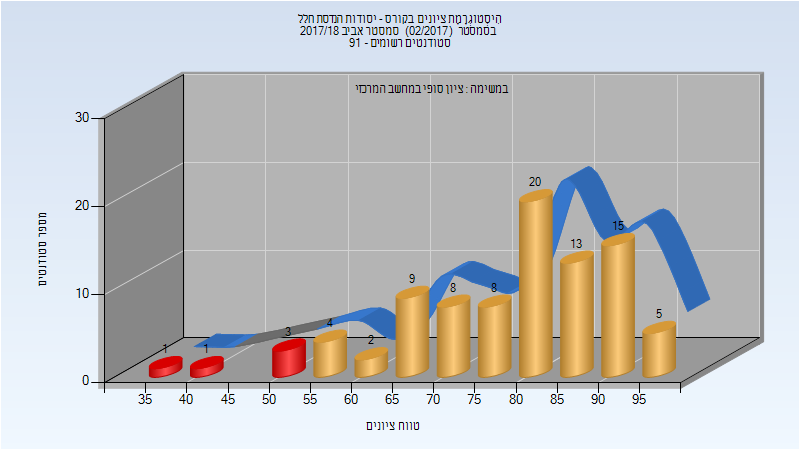 היסטוגרמת ציונים בקורס - יסודות הנדסת חלל
בסמסטר (02/2017) סמסטר אביב 2017/18
סטודנטים רשומים - 91
במשימה : ציון סופי במחשב המרכזי
30
20
10
0
מספר סטודנטים
1
1
3
4
2
9
8
8
20
13
15
5
35 40 45 50 55 60 65 70 75 80 85 90 95
טווח ציונים